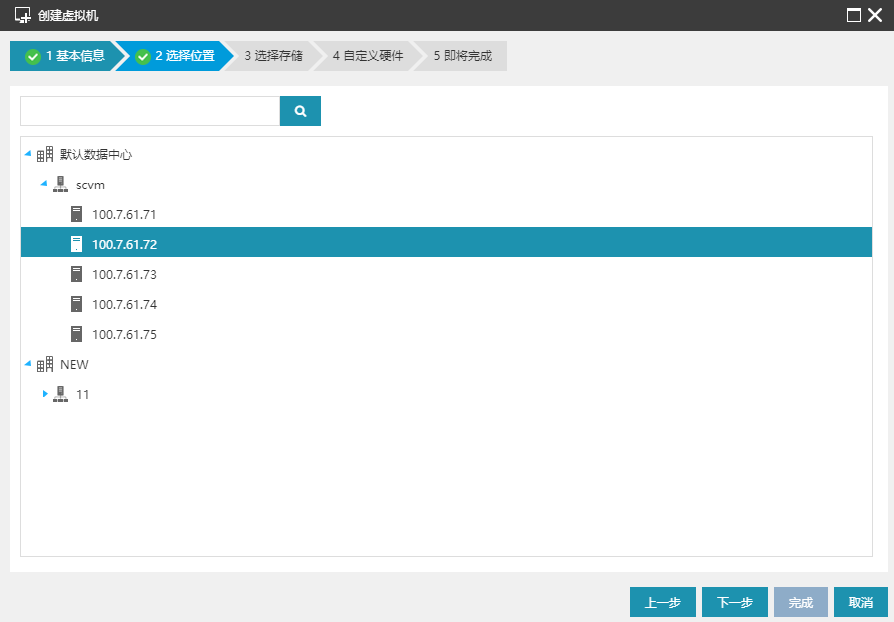 创建虚拟机
1 基本信息 2 选择位置 3 选择存储 4 自定义硬件 5 即将完成
默认数据中心
scvm
100.7.61.71
100.7.61.72
100.7.61.73
100.7.61.74
100.7.61.75
NEW
11
上一步 下一步 完成 取消